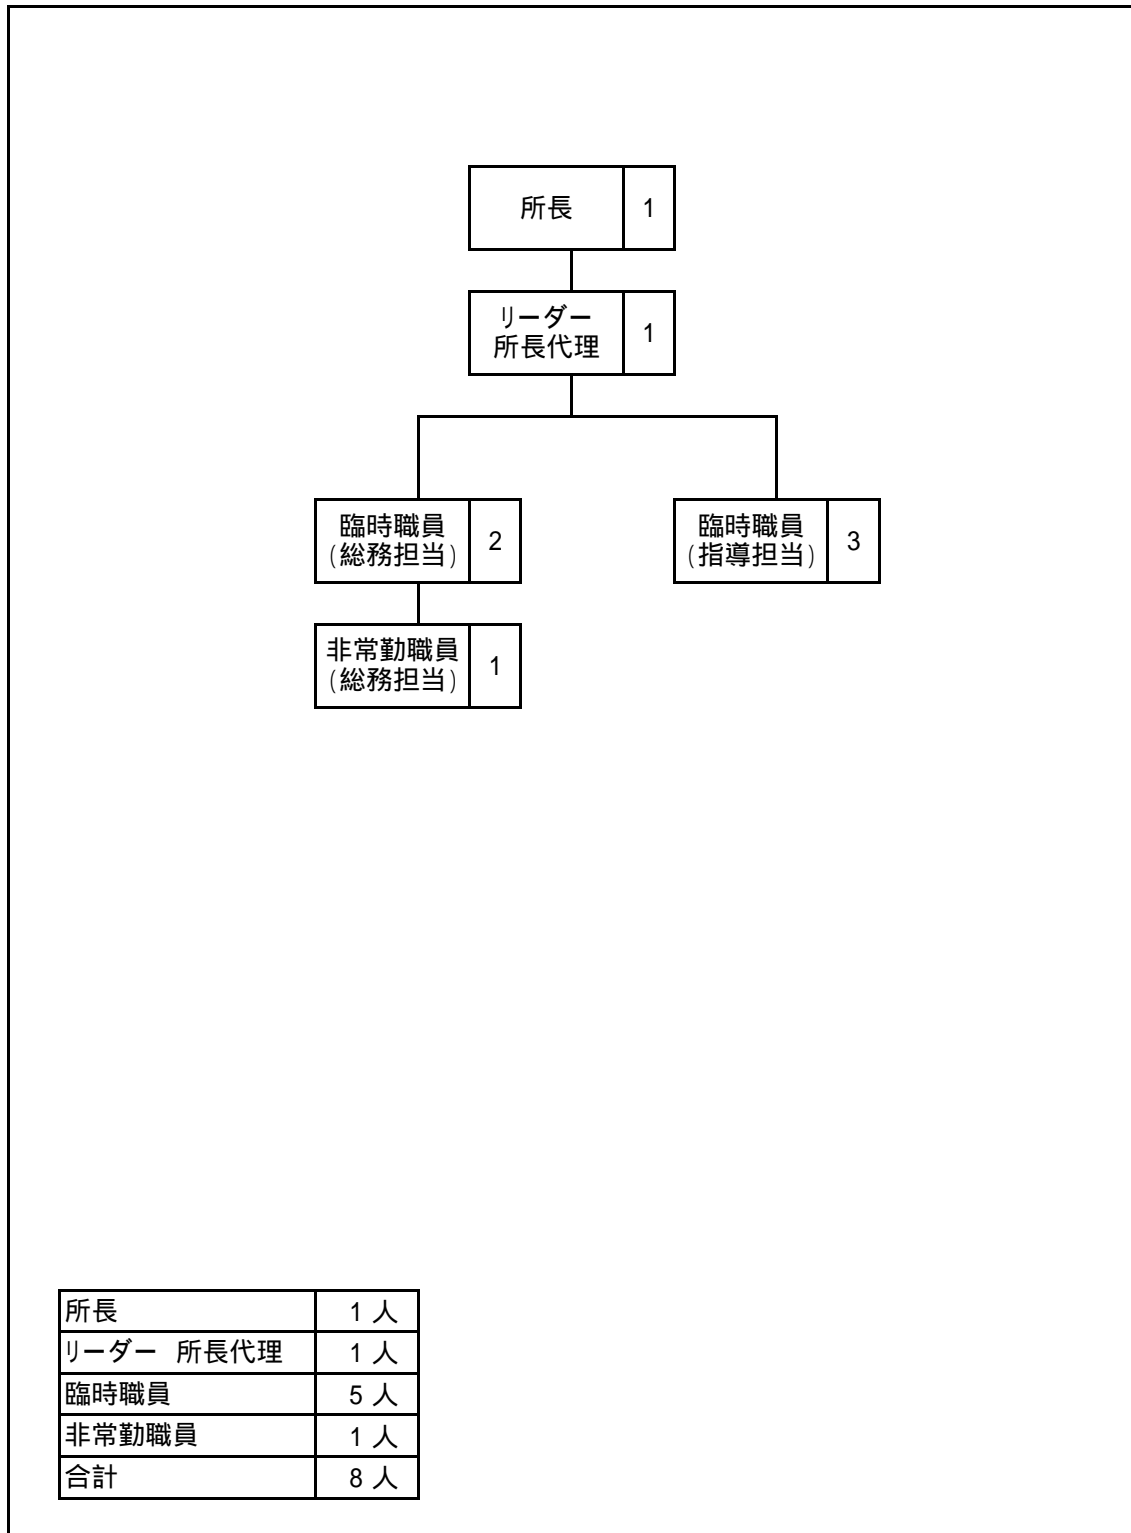 所長 1
リーダー
所長代理 1
臨時職員
(総務担当) 2
臨時職員
(指導担当) 3
非常勤職員
(総務担当) 1
所長 1 人
リーダー 所長代理 1 人
臨時職員 5 人
非常勤職員 1 人
合計 8 人